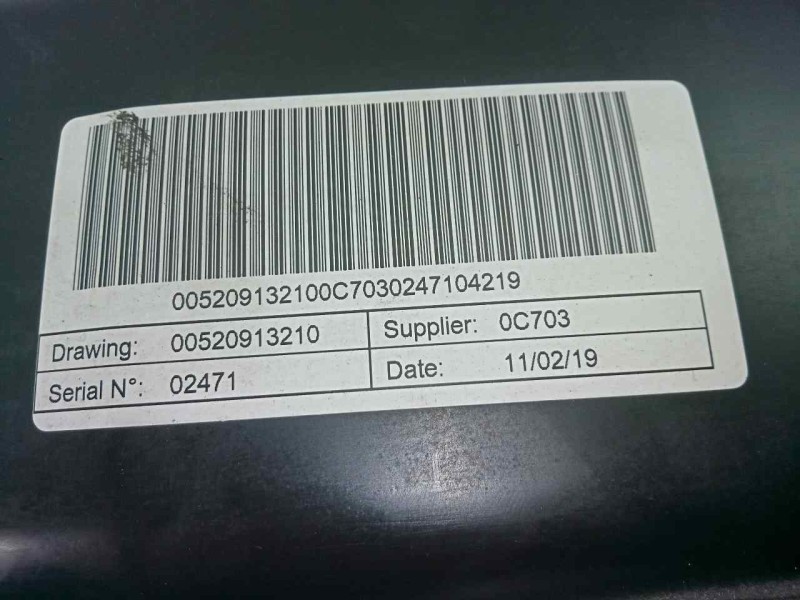 005209132100C7030247104219
Drawing: 00520913210 Supplier: 0C703
Serial N°: 02471 Date: 11/02/19